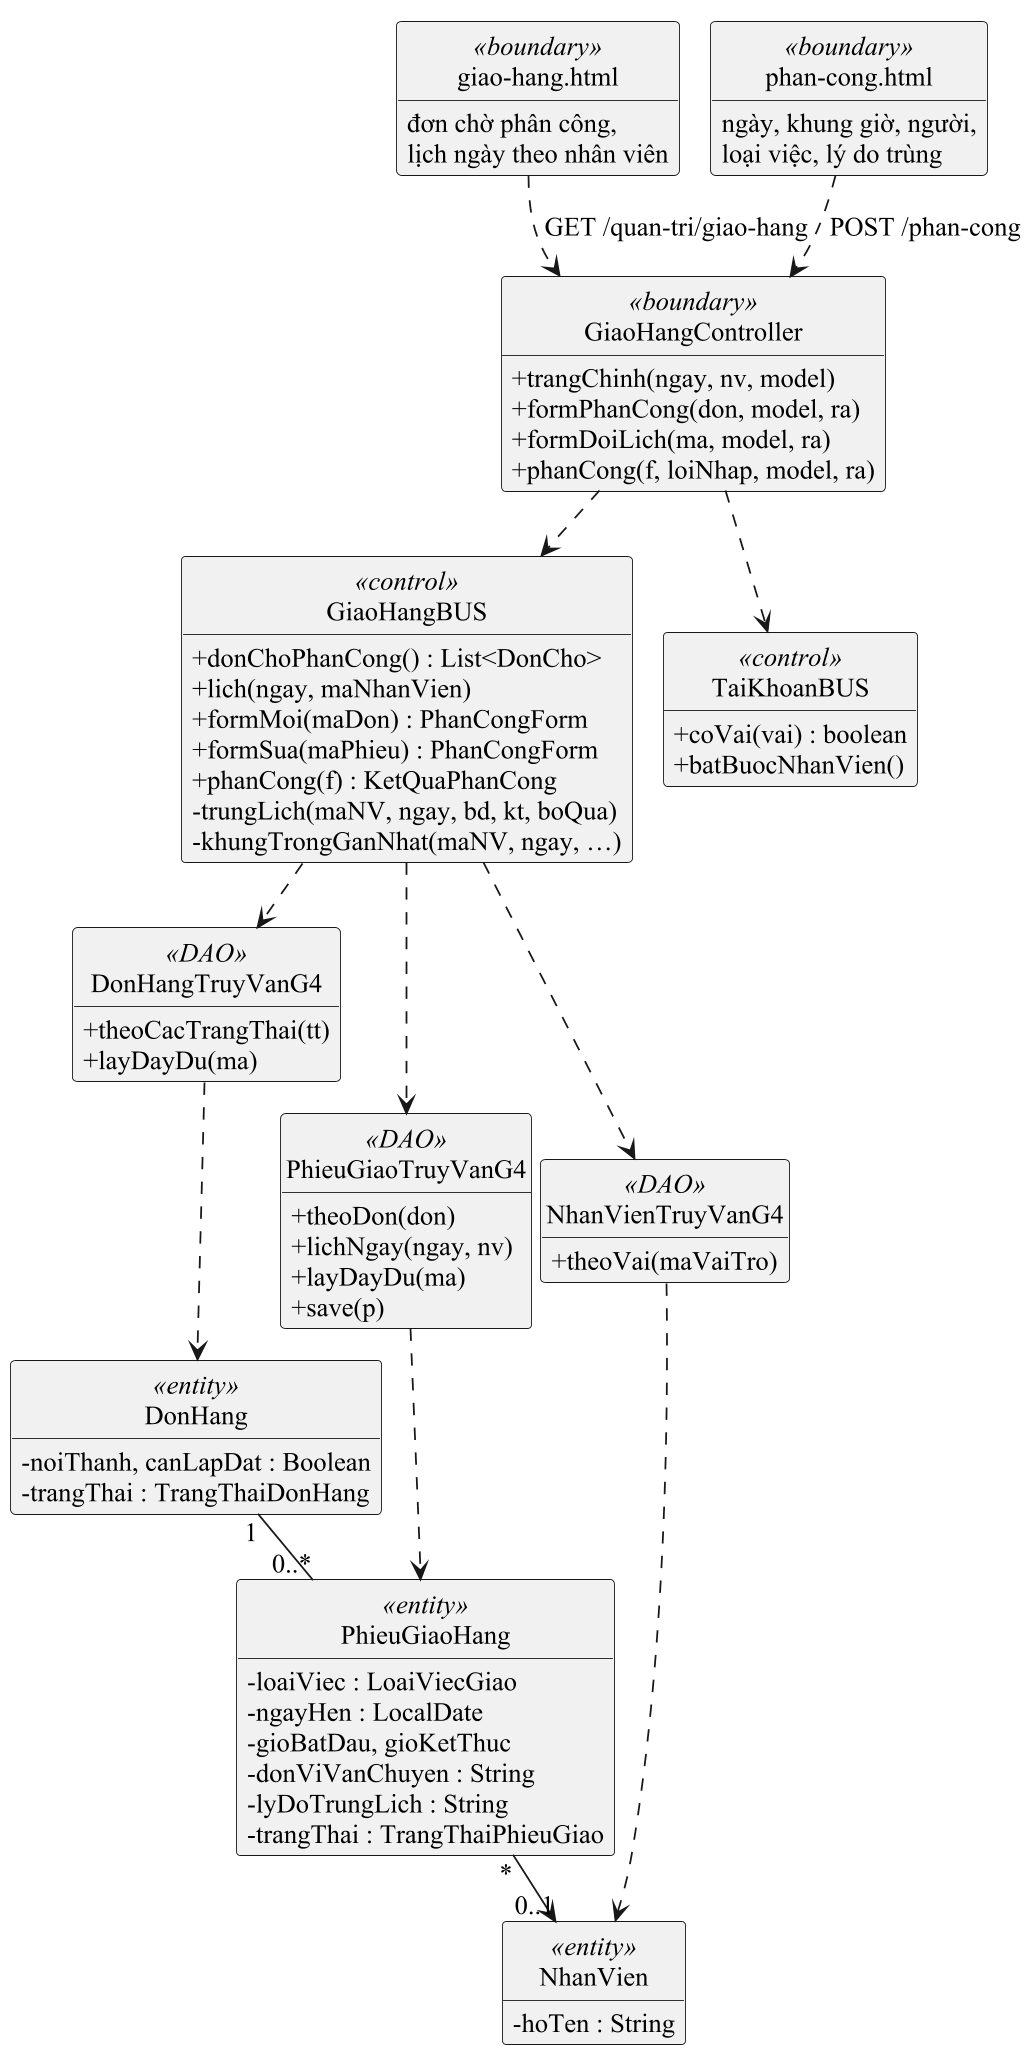 «boundary»
giao-hang.html
đơn chờ phân công,
lịch ngày theo nhân viên
«boundary»
phan-cong.html
ngày, khung giờ, người,
loại việc, lý do trùng
GET /quan-tri/giao-hang
POST /phan-cong
«boundary»
GiaoHangController
+trangChinh(ngay, nv, model)
+formPhanCong(don, model, ra)
+formDoiLich(ma, model, ra)
+phanCong(f, loiNhap, model, ra)
«control»
GiaoHangBUS
+donChoPhanCong() : List<DonCho>
+lich(ngay, maNhanVien)
+formMoi(maDon) : PhanCongForm
+formSua(maPhieu) : PhanCongForm
+phanCong(f) : KetQuaPhanCong
-trungLich(maNV, ngay, bd, kt, boQua)
-khungTrongGanNhat(maNV, ngay, …)
«control»
TaiKhoanBUS
+coVai(vai) : boolean
+batBuocNhanVien()
«DAO»
DonHangTruyVanG4
+theoCacTrangThai(tt)
+layDayDu(ma)
«DAO»
PhieuGiaoTruyVanG4
+theoDon(don)
+lichNgay(ngay, nv)
+layDayDu(ma)
+save(p)
«DAO»
NhanVienTruyVanG4
+theoVai(maVaiTro)
«entity»
DonHang
-noiThanh, canLapDat : Boolean
-trangThai : TrangThaiDonHang
1
0..*
«entity»
PhieuGiaoHang
-loaiViec : LoaiViecGiao
-ngayHen : LocalDate
-gioBatDau, gioKetThuc
-donViVanChuyen : String
-lyDoTrungLich : String
-trangThai : TrangThaiPhieuGiao
*
0..1
«entity»
NhanVien
-hoTen : String